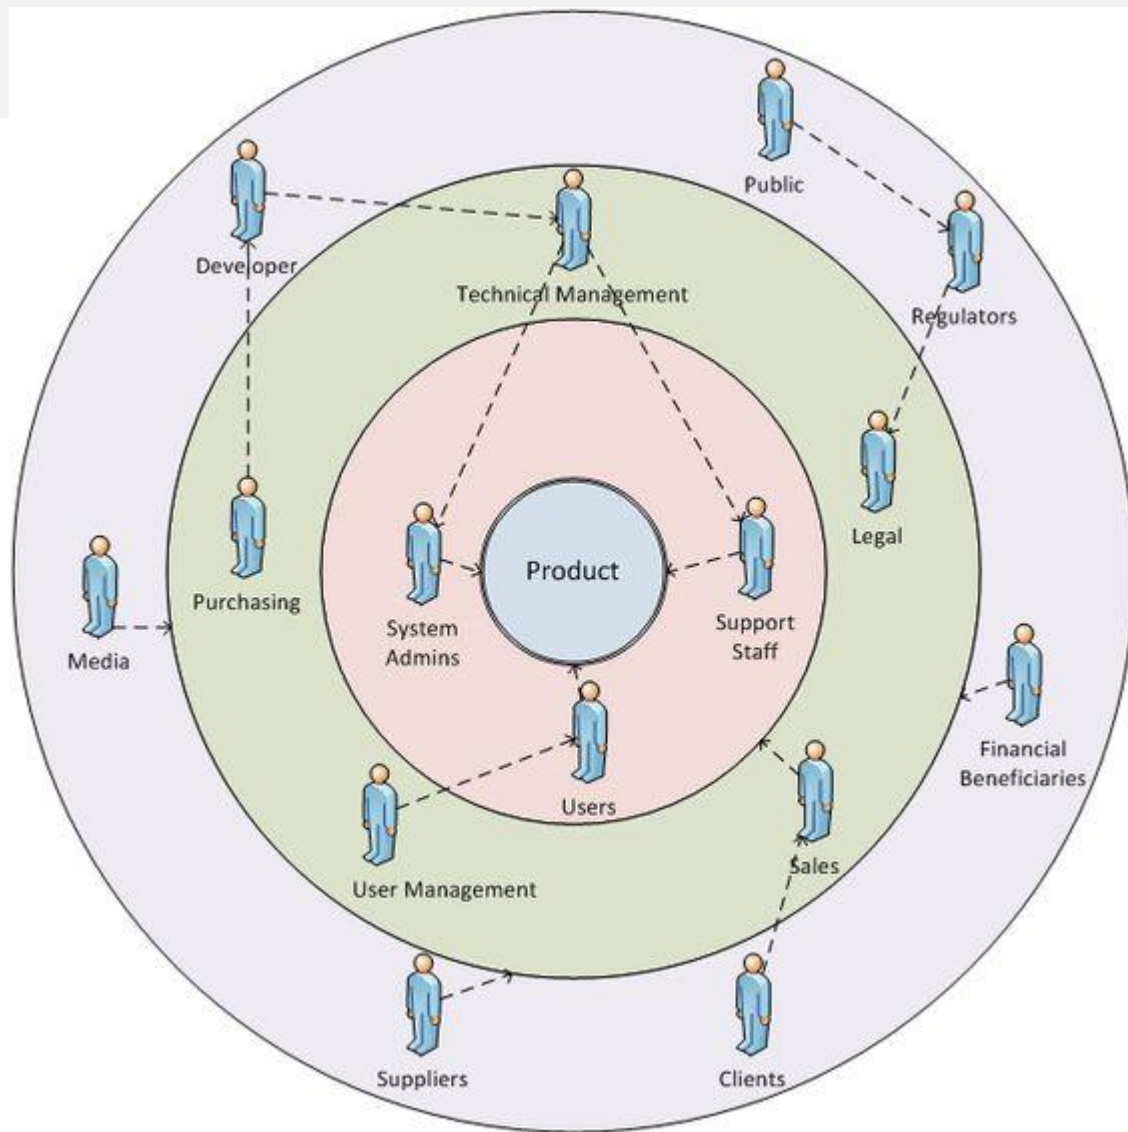 Public
Developer
Technical Management
Regulators
Legal
Product
Purchasing
System
Admins
Support
Staff
Media
Financial
Beneficiaries
Users
Sales
User Management
Suppliers
Clients